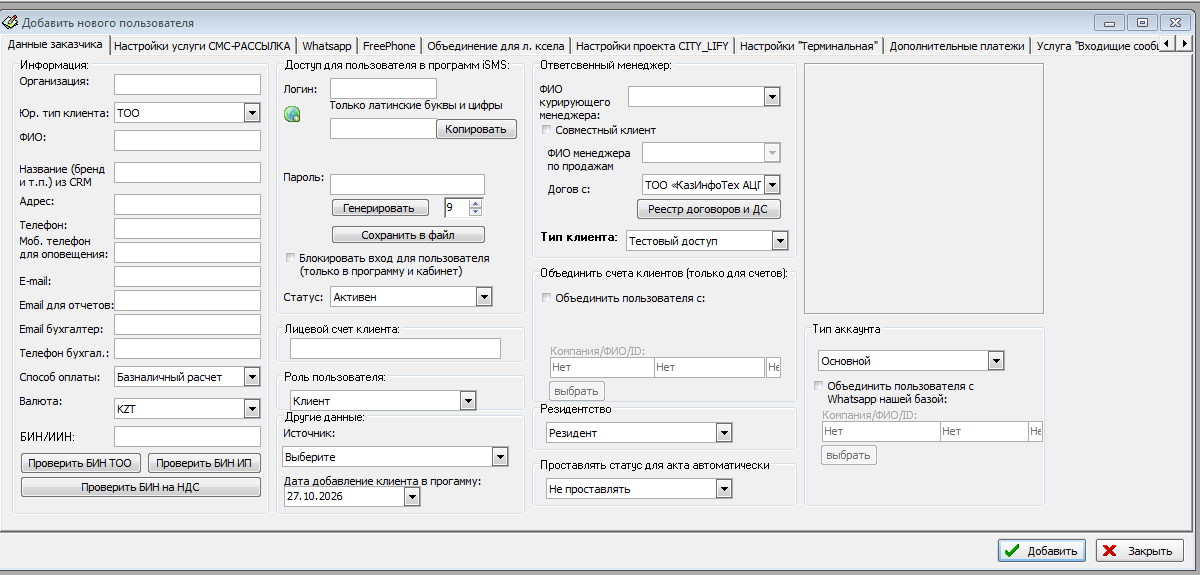 Добавить нового пользователя
Данные заказчика
Настройки услуги СМС-РАССЫЛКА
Whatsapp
FreePhone
Объединение для л. ксела
Настройки проекта CITY_LIFY
Настройки "Терминальная"
Дополнительные платежи
Услуга "Входящие сообщ
Информация:
Организация:
Юр. тип клиента:
ТОО
ФИО:
Название (бренд
и т.п.) из CRM
Адрес:
Телефон:
Моб. телефон
для оповещения:
E-mail:
Email для отчетов:
Email бухгалтер:
Телефон бухгал.:
Способ оплаты:
Безналичный расчет
Валюта:
KZT
БИН/ИИН:
Проверить БИН ТОО
Проверить БИН ИП
Проверить БИН на НДС
Доступ для пользователя в програм iSMS:
Логин:
Только латинские буквы и цифры
Копировать
Пароль:
Генерировать
9
Сохранить в файл
Блокировать вход для пользователя
(только в программу и кабинет)
Статус:
Активен
Лицевой счет клиента:
Роль пользователя:
Клиент
Другие данные:
Источник:
Выберите
Дата добавление клиента в прогамму:
27.10.2026
Ответсвенный менеджер:
ФИО
курирующего
менеджера:
Совместный клиент
ФИО менеджера
по продажам
Догов с:
ТОО «КазИнфоТех АЦГ
Реестр договоров и ДС
Тип клиента:
Тестовый доступ
Объединить счета клиентов (только для счетов):
Объединить пользователя с:
Компания/ФИО/ID:
Нет
Нет
Не
выбрать
Резидентство
Резидент
Проставлять статус для акта автоматически
Не проставлять
Тип аккаунта
Основной
Объединить пользователя с
Whatsapp нашей базой:
Компания/ФИО/ID:
Нет
Нет
Не
выбрать
Добавить
Закрыть